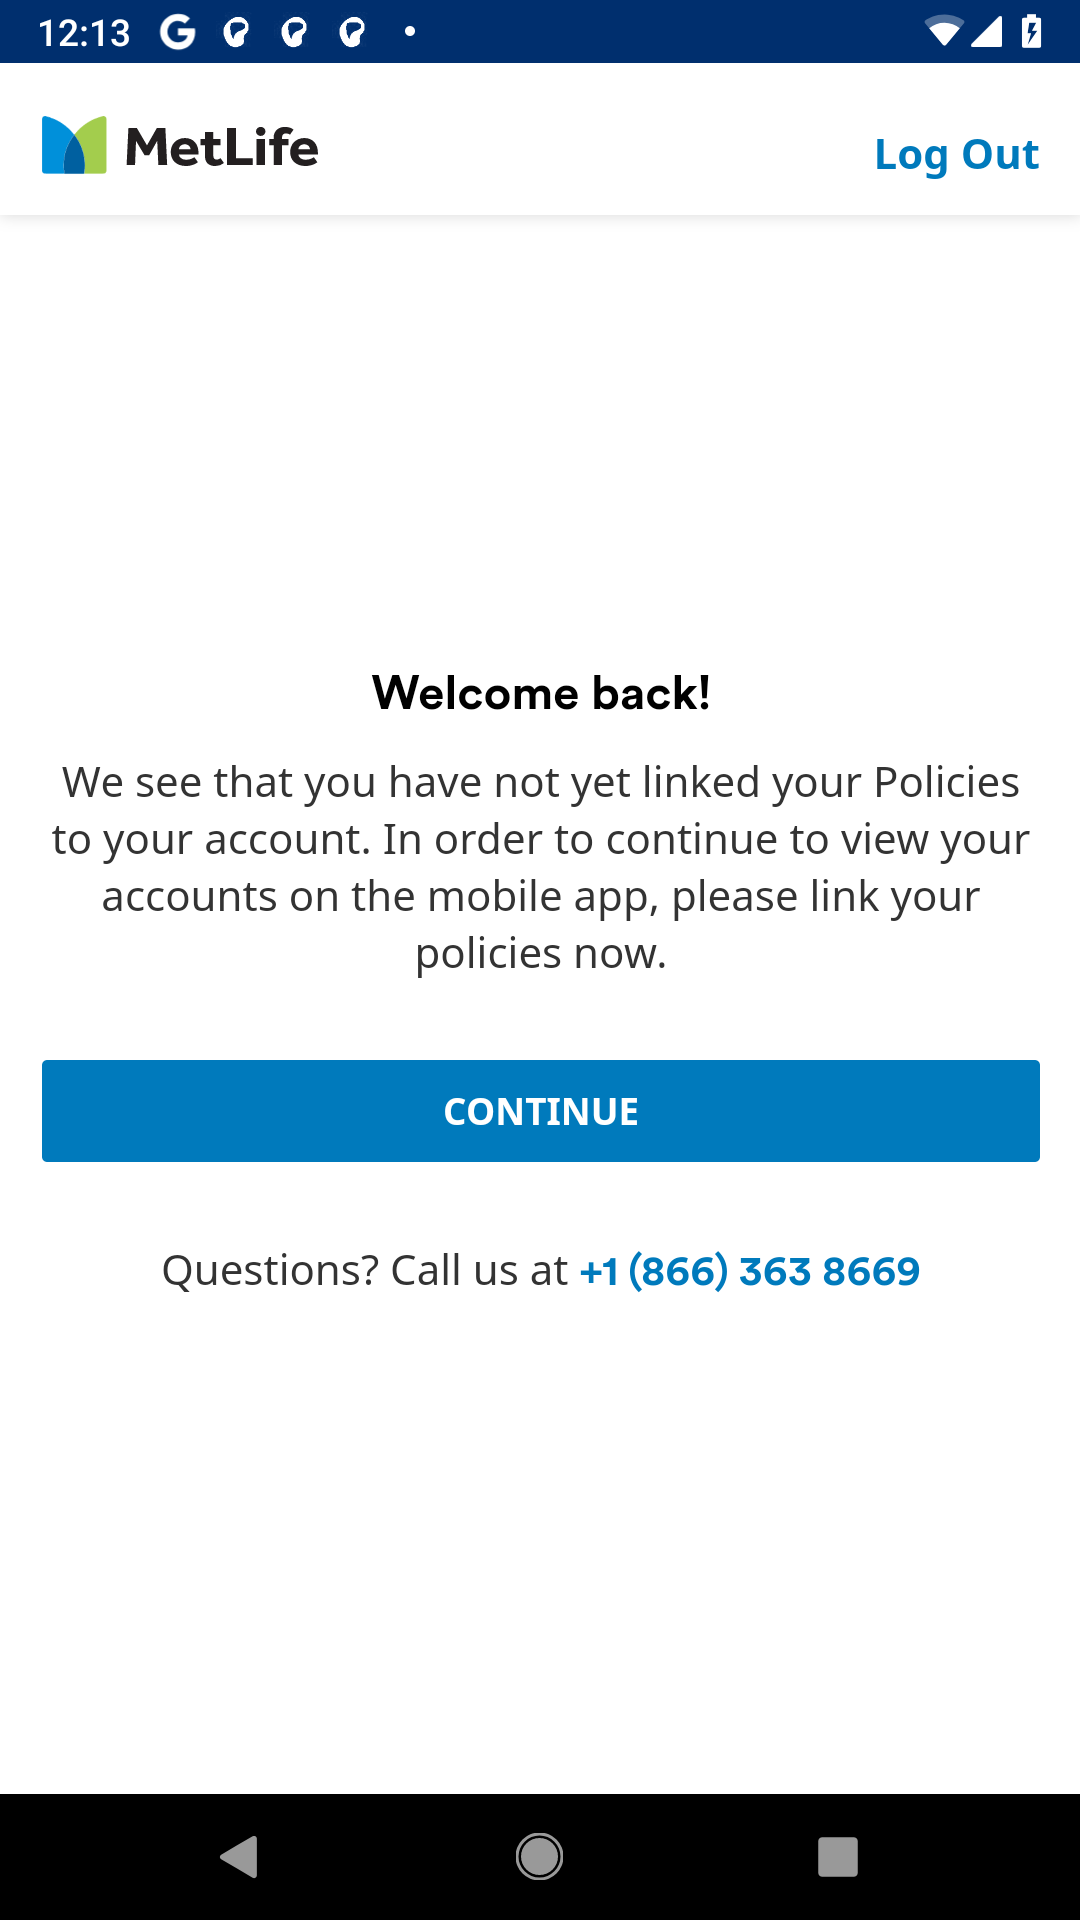 12:13
MetLife
Log Out
Welcome back!
We see that you have not yet linked your Policies
to your account. In order to continue to view your
accounts on the mobile app, please link your
policies now.
CONTINUE
Questions? Call us at +1 (866) 363 8669